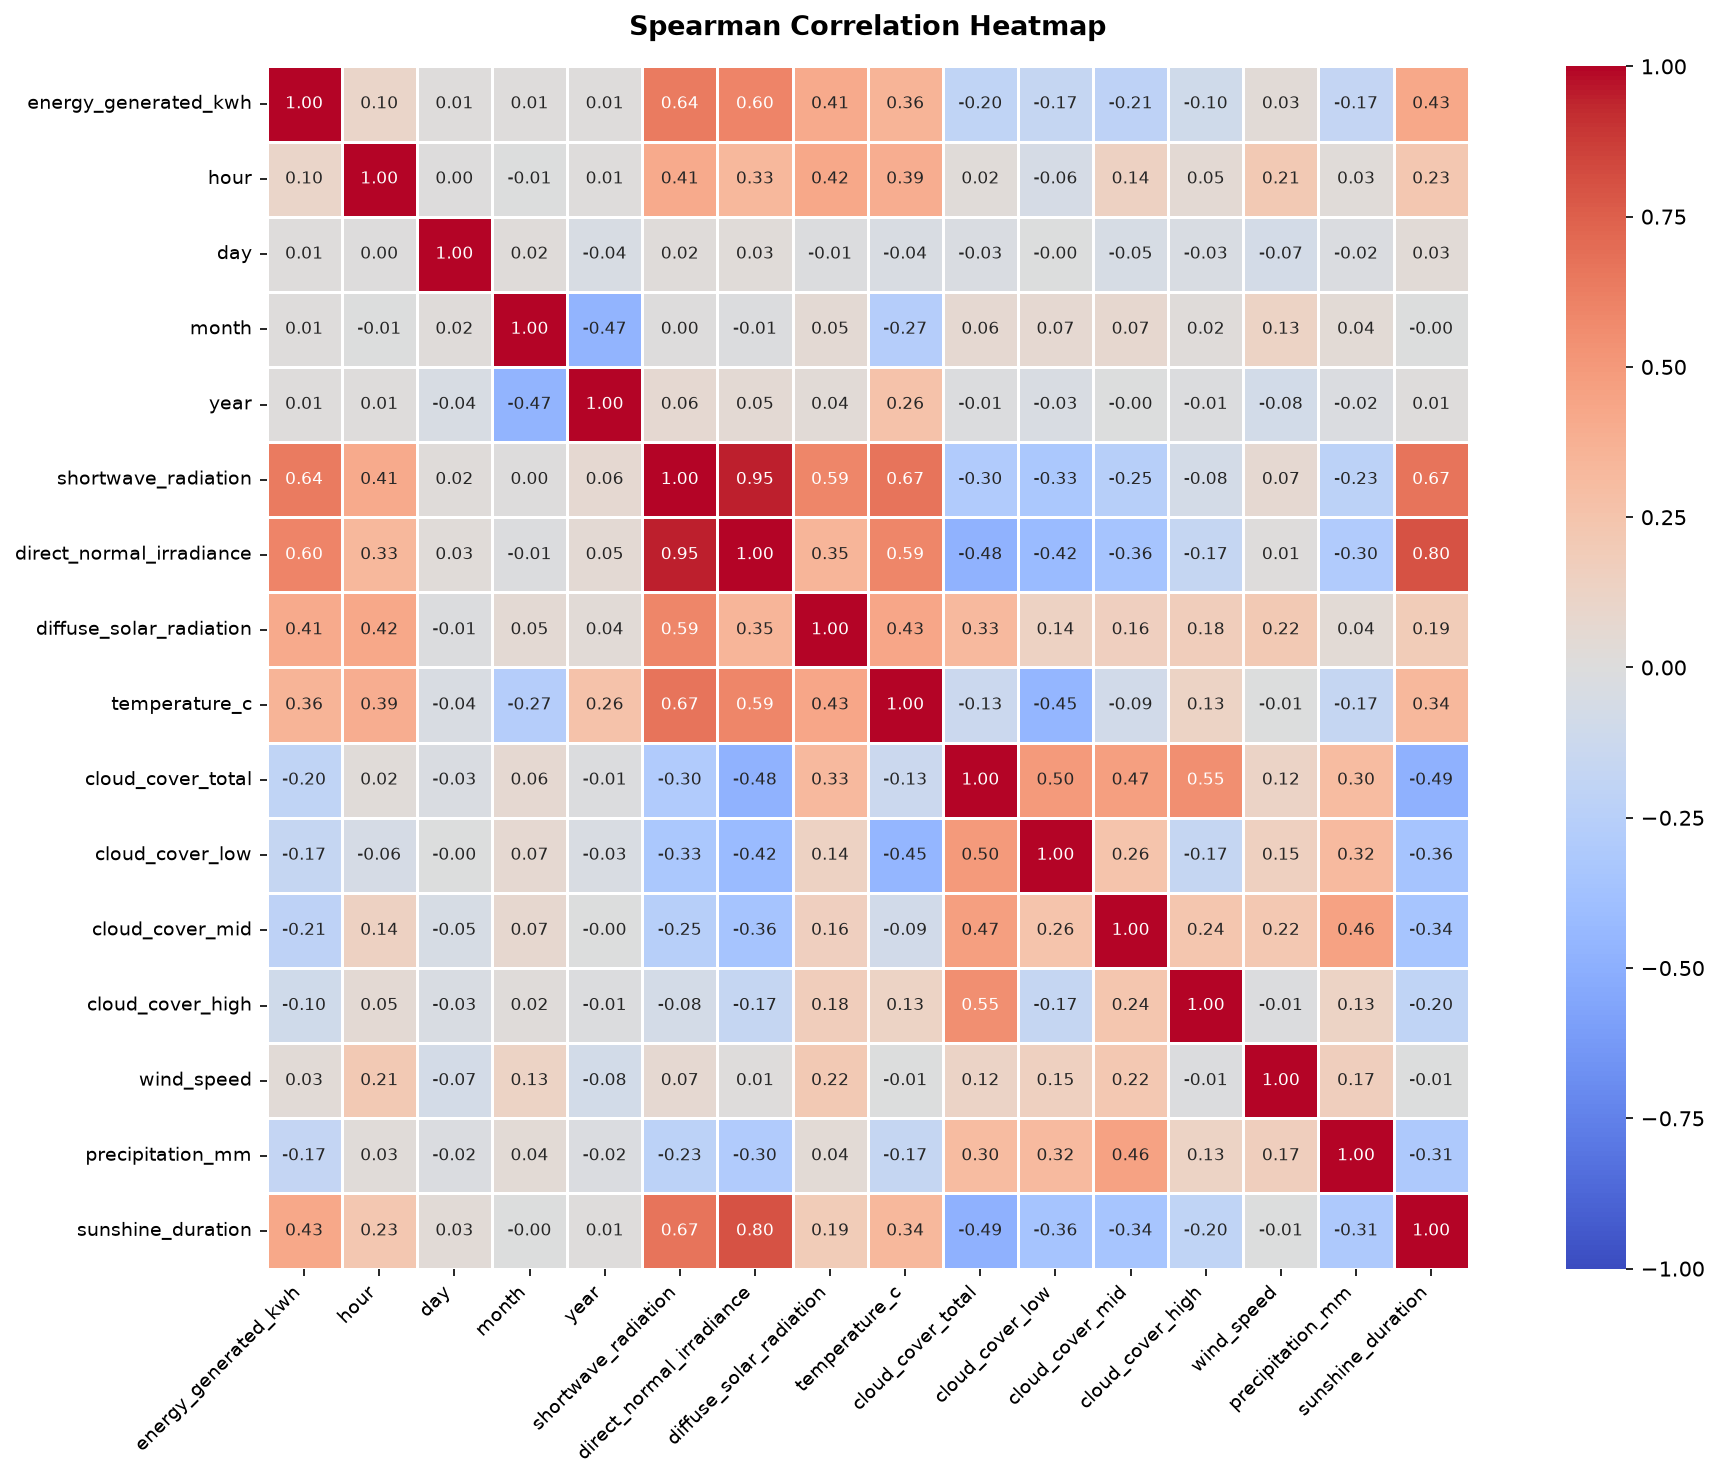 Spearman Correlation Heatmap
energy_generated_kwh 1.00 0.10 0.01 0.01 0.01 0.64 0.60 0.41 0.36 -0.20 -0.17 -0.21 -0.10 0.03 -0.17 0.43
hour 0.10 1.00 0.00 -0.01 0.01 0.41 0.33 0.42 0.39 0.02 -0.06 0.14 0.05 0.21 0.03 0.23
day 0.01 0.00 1.00 0.02 -0.04 0.02 0.03 -0.01 -0.04 -0.03 -0.00 -0.05 -0.03 -0.07 -0.02 0.03
month 0.01 -0.01 0.02 1.00 -0.47 0.00 -0.01 0.05 -0.27 0.06 0.07 0.07 0.02 0.13 0.04 -0.00
year 0.01 0.01 -0.04 -0.47 1.00 0.06 0.05 0.04 0.26 -0.01 -0.03 -0.00 -0.01 -0.08 -0.02 0.01
shortwave_radiation 0.64 0.41 0.02 0.00 0.06 1.00 0.95 0.59 0.67 -0.30 -0.33 -0.25 -0.08 0.07 -0.23 0.67
direct_normal_irradiance 0.60 0.33 0.03 -0.01 0.05 0.95 1.00 0.35 0.59 -0.48 -0.42 -0.36 -0.17 0.01 -0.30 0.80
diffuse_solar_radiation 0.41 0.42 -0.01 0.05 0.04 0.59 0.35 1.00 0.43 0.33 0.14 0.16 0.18 0.22 0.04 0.19
temperature_c 0.36 0.39 -0.04 -0.27 0.26 0.67 0.59 0.43 1.00 -0.13 -0.45 -0.09 0.13 -0.01 -0.17 0.34
cloud_cover_total -0.20 0.02 -0.03 0.06 -0.01 -0.30 -0.48 0.33 -0.13 1.00 0.50 0.47 0.55 0.12 0.30 -0.49
cloud_cover_low -0.17 -0.06 -0.00 0.07 -0.03 -0.33 -0.42 0.14 -0.45 0.50 1.00 0.26 -0.17 0.15 0.32 -0.36
cloud_cover_mid -0.21 0.14 -0.05 0.07 -0.00 -0.25 -0.36 0.16 -0.09 0.47 0.26 1.00 0.24 0.22 0.46 -0.34
cloud_cover_high -0.10 0.05 -0.03 0.02 -0.01 -0.08 -0.17 0.18 0.13 0.55 -0.17 0.24 1.00 -0.01 0.13 -0.20
wind_speed 0.03 0.21 -0.07 0.13 -0.08 0.07 0.01 0.22 -0.01 0.12 0.15 0.22 -0.01 1.00 0.17 -0.01
precipitation_mm -0.17 0.03 -0.02 0.04 -0.02 -0.23 -0.30 0.04 -0.17 0.30 0.32 0.46 0.13 0.17 1.00 -0.31
sunshine_duration 0.43 0.23 0.03 -0.00 0.01 0.67 0.80 0.19 0.34 -0.49 -0.36 -0.34 -0.20 -0.01 -0.31 1.00
energy_generated_kwh
hour
day
month
year
shortwave_radiation
direct_normal_irradiance
diffuse_solar_radiation
temperature_c
cloud_cover_total
cloud_cover_low
cloud_cover_mid
cloud_cover_high
wind_speed
precipitation_mm
sunshine_duration
1.00
0.75
0.50
0.25
0.00
−0.25
−0.50
−0.75
−1.00